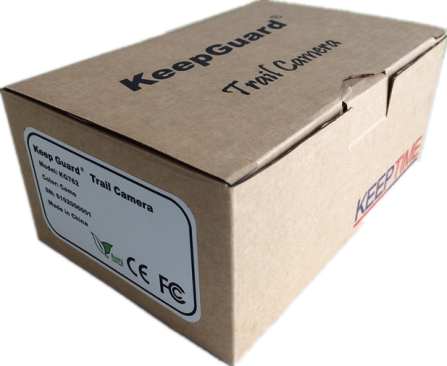 KeepGuard®
Trail Camera
Keep Guard® Trail Camera
Model: KG762
Color: Camo
Made in China
CE FC
KEEPTIME